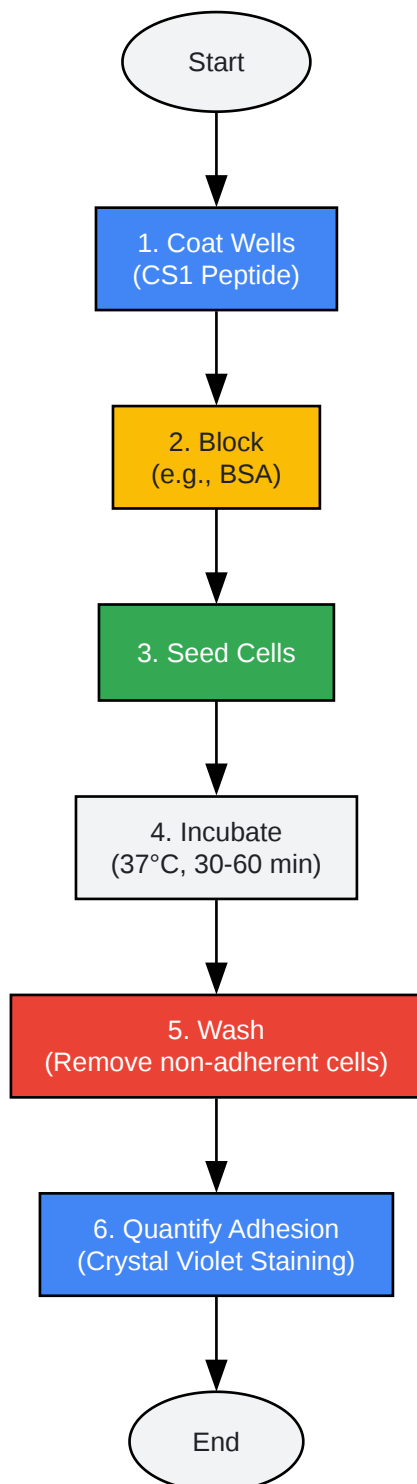 Start
1. Coat Wells
(CS1 Peptide)
2. Block
(e.g., BSA)
3. Seed Cells
4. Incubate
(37°C, 30-60 min)
5. Wash
(Remove non-adherent cells)
6. Quantify Adhesion
(Crystal Violet Staining)
End